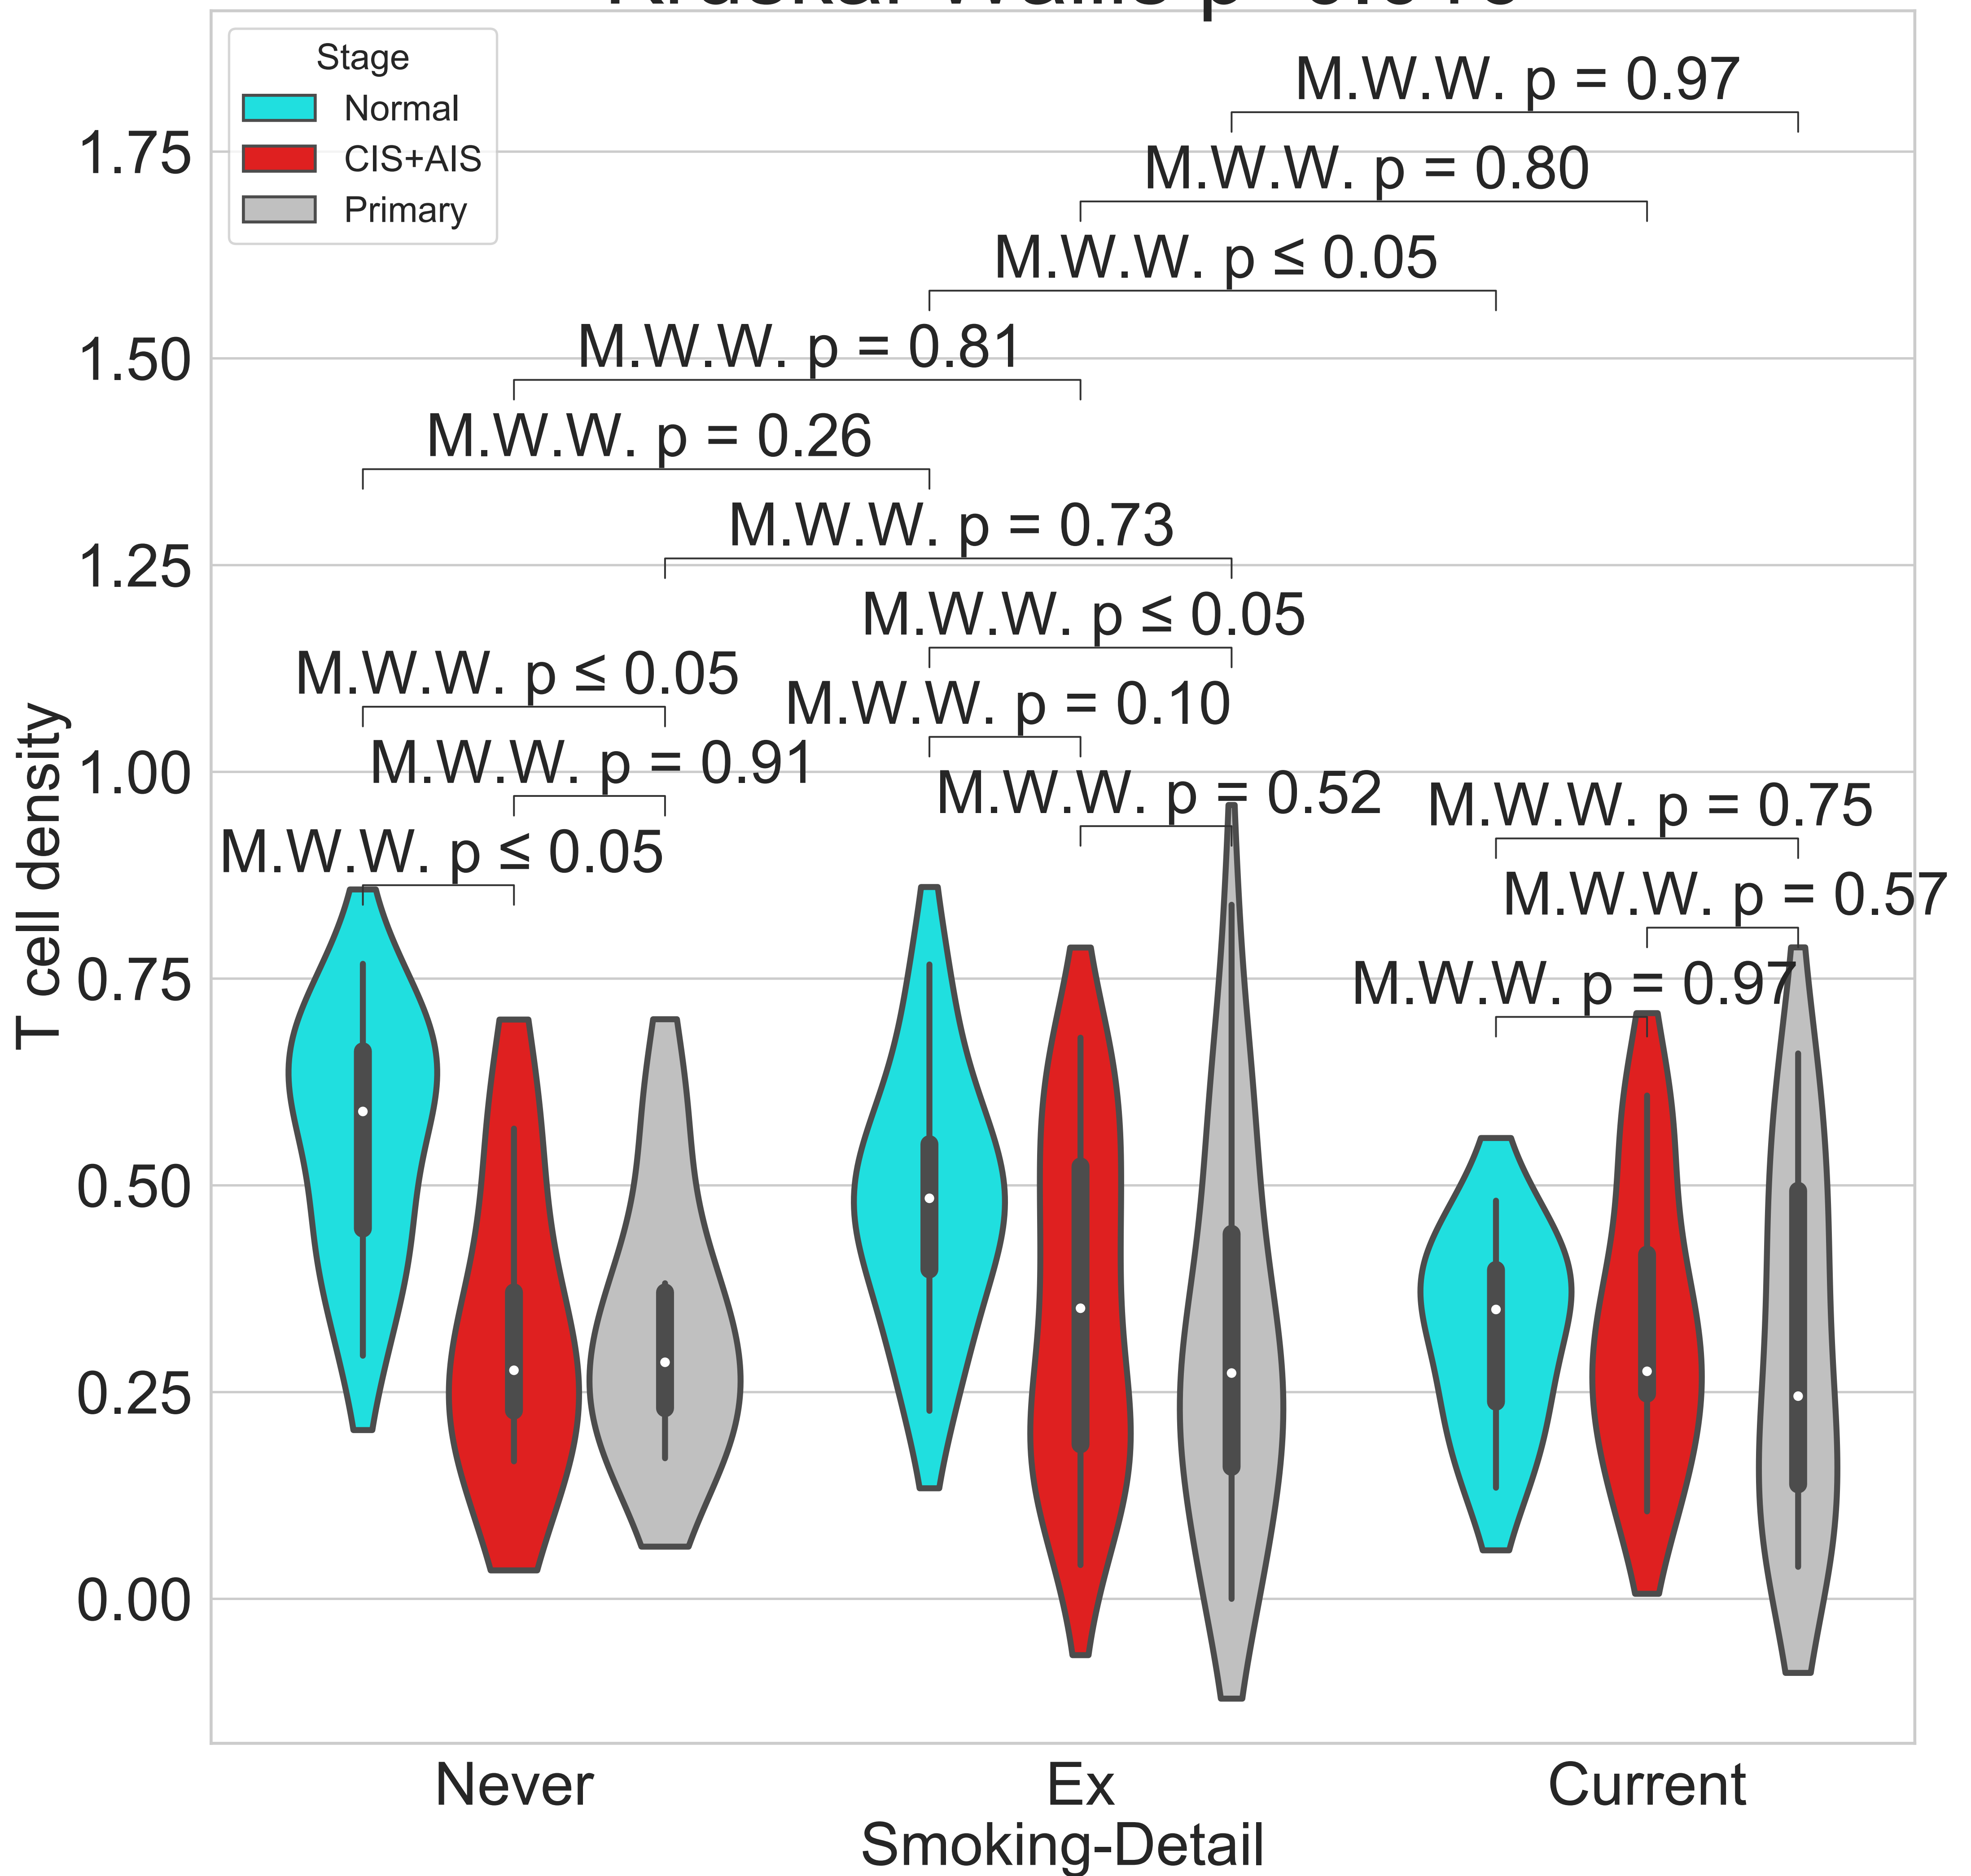 Stage
Normal
CIS+AIS
Primary
M.W.W. p = 0.97
M.W.W. p = 0.80
M.W.W. p ≤ 0.05
M.W.W. p = 0.81
M.W.W. p = 0.26
M.W.W. p = 0.73
M.W.W. p ≤ 0.05
M.W.W. p ≤ 0.05
M.W.W. p = 0.10
M.W.W. p = 0.91
M.W.W. p = 0.52
M.W.W. p = 0.75
M.W.W. p ≤ 0.05
M.W.W. p = 0.57
M.W.W. p = 0.97
T cell density
1.75
1.50
1.25
1.00
0.75
0.50
0.25
0.00
Never
Ex
Current
Smoking-Detail